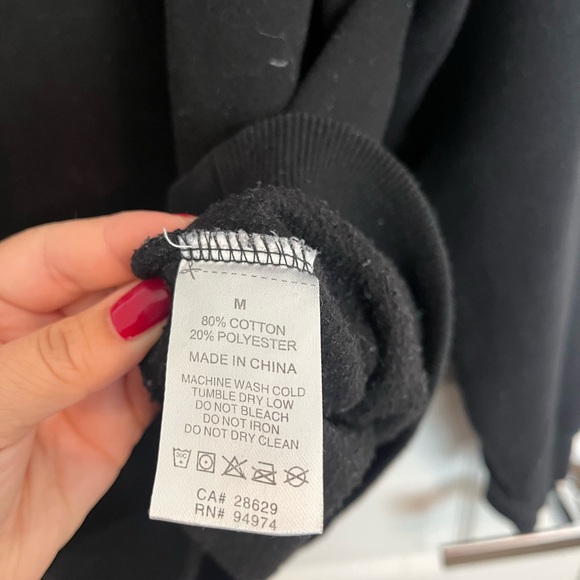 M
80% COTTON
20% POLYESTER
MADE IN CHINA
MACHINE WASH COLD
TUMBLE DRY LOW
DO NOT BLEACH
DO NOT IRON
DO NOT DRY CLEAN
CA# 28629
RN# 94974